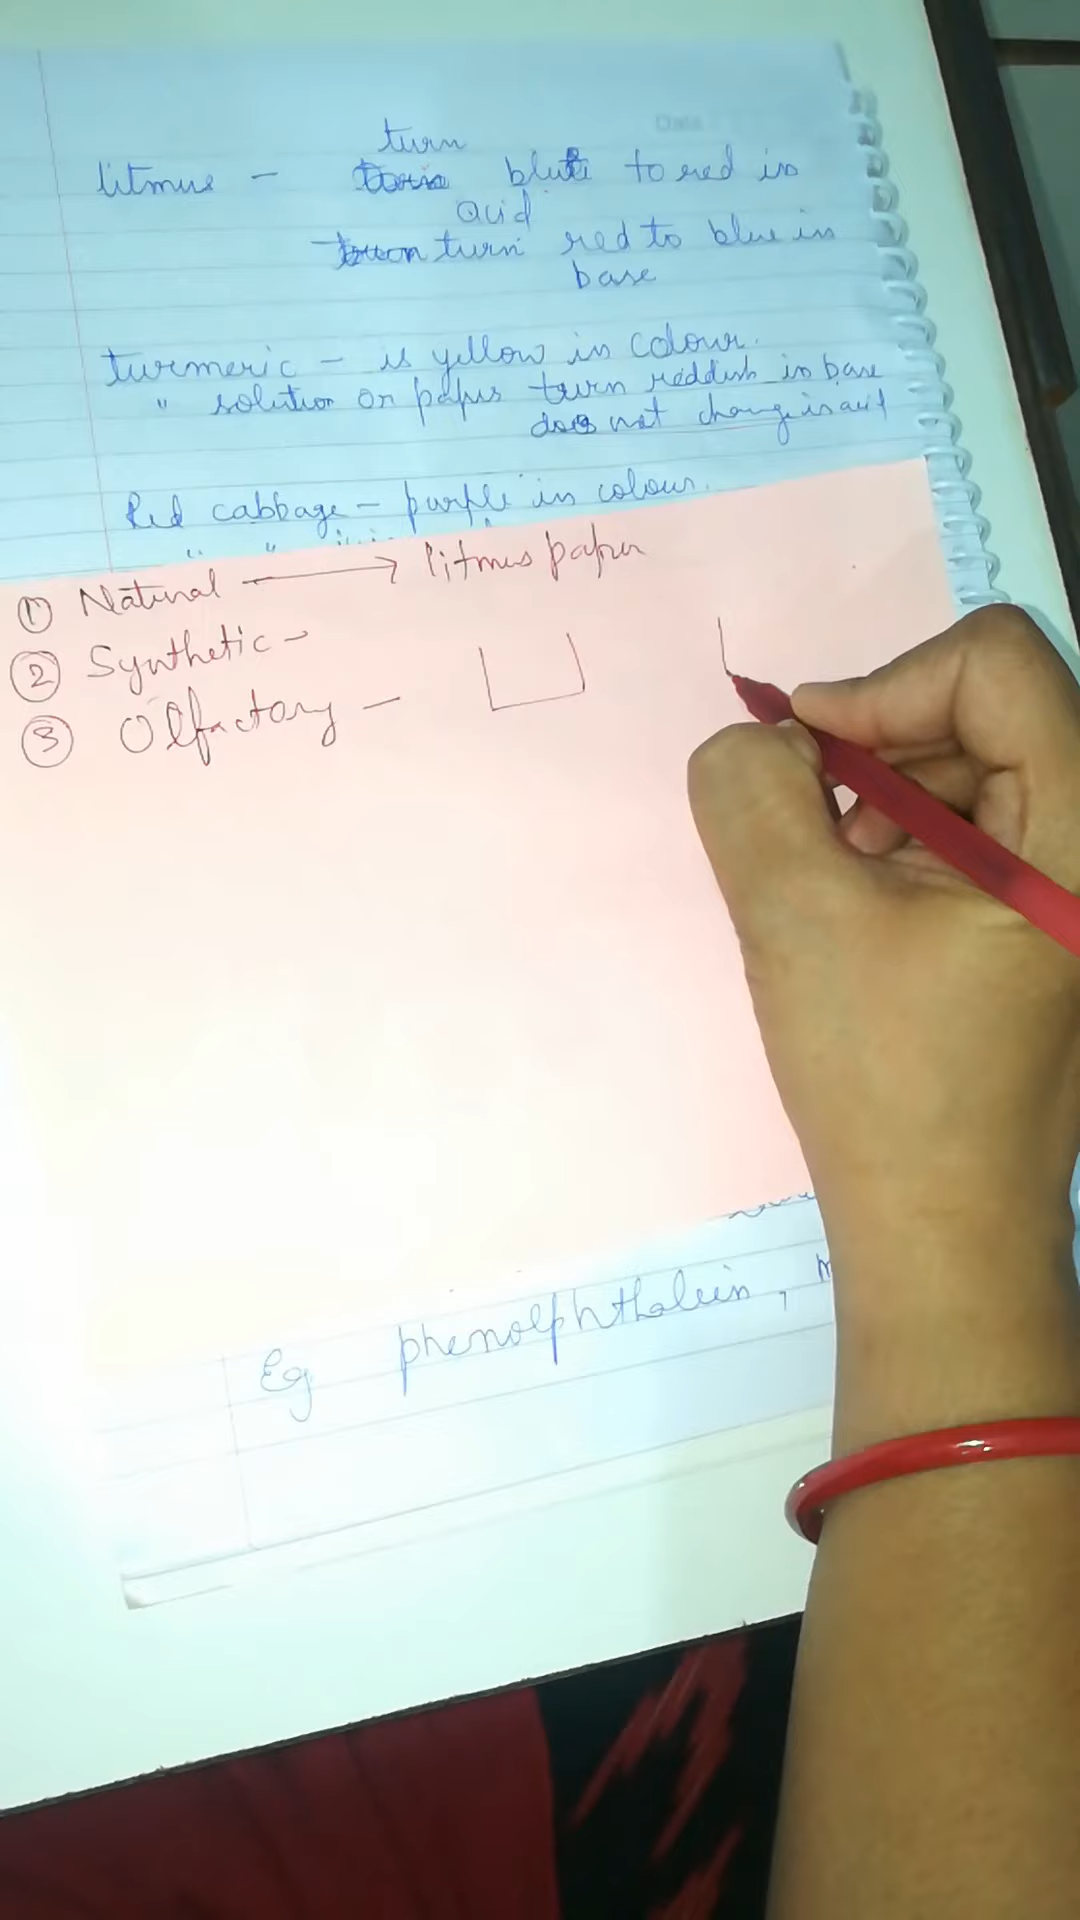 Date
turn
litmus - blue to red in
acid
turn red to blue in
base
turmeric - is yellow in colour.
" solution or paper turn reddish in base
does not change in acid
Red cabbage - purple in colour.
" "
① Natural → litmus paper
② Synthetic -
③ Olfactory -
Eg phenolphthalein, m